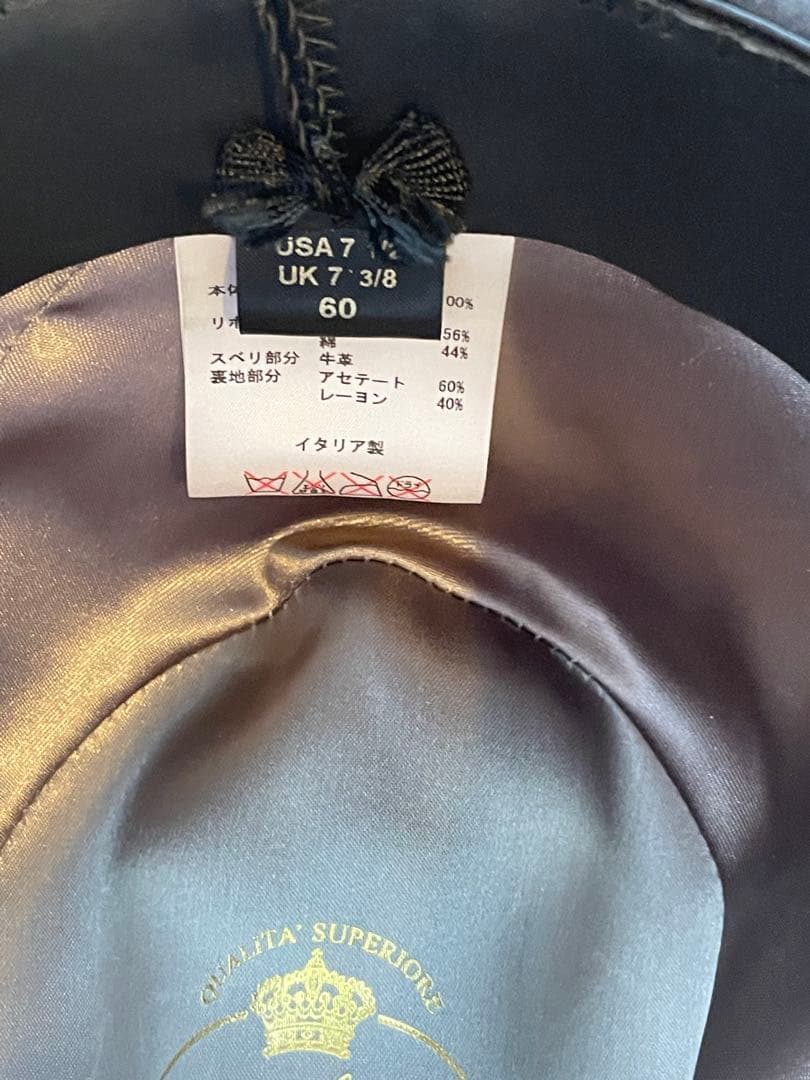 USA 7 1/2
UK 7 3/8
60
本体
00%
リボ
56%
綿
44%
スベリ部分 牛革
裏地部分 アセテート 60%
レーヨン 40%
イタリア製
QUALITA' SUPERIORE